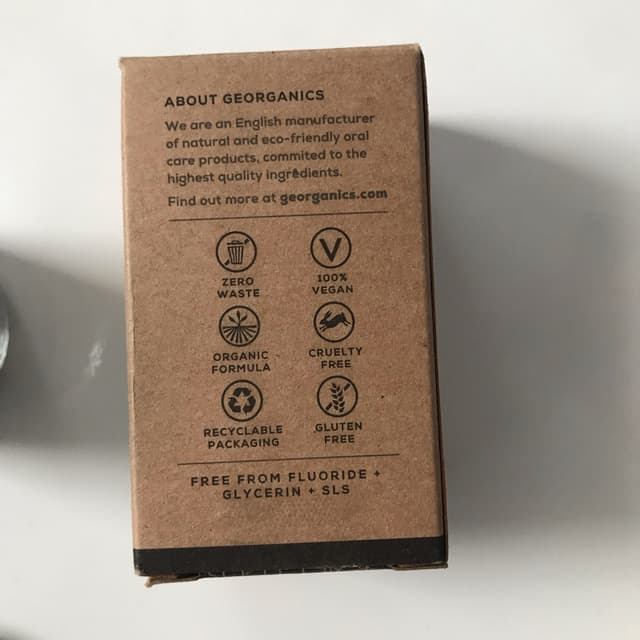 ABOUT GEORGANICS
We are an English manufacturer
of natural and eco-friendly oral
care products, commited to the
highest quality ingrédients.
Find out more at georganics.com
ZERO
WASTE
V
100%
VEGAN
ORGANIC
FORMULA
CRUELTY
FREE
RECYCLABLE
PACKAGING
GLUTEN
FREE
FREE FROM FLUORIDE +
GLYCERIN + SLS